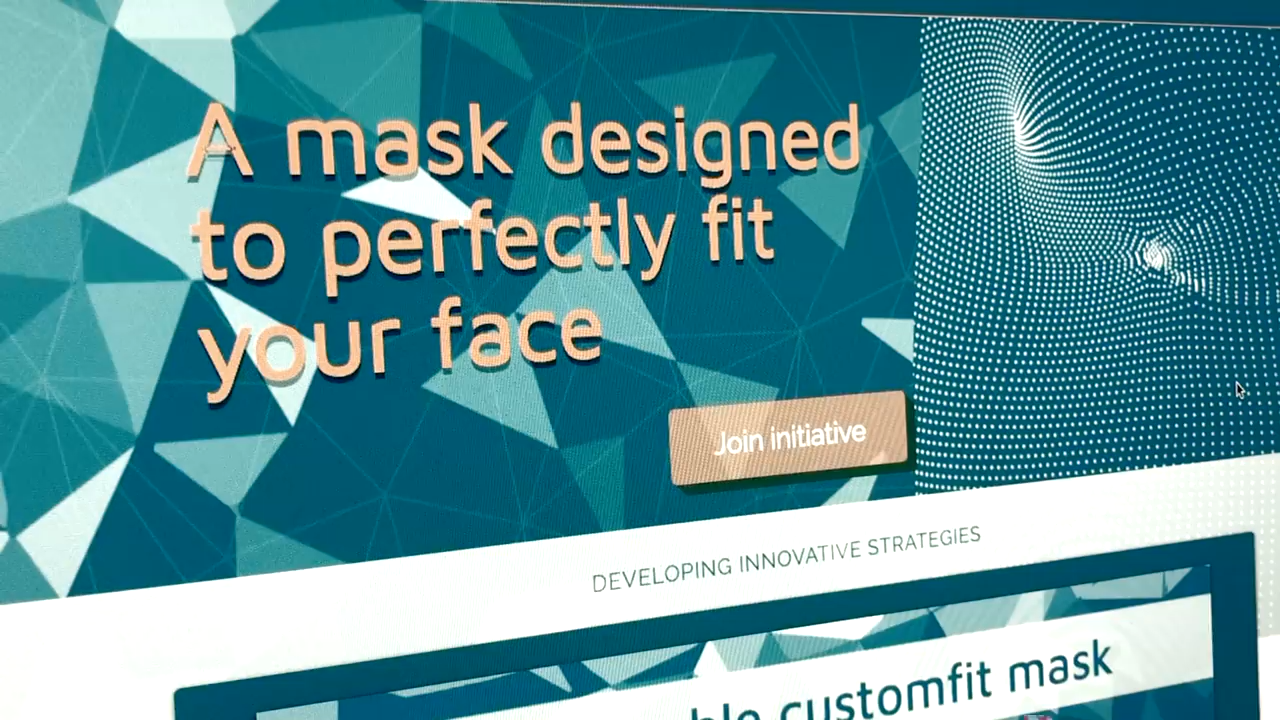 A mask designed
to perfectly fit
your face
Join initiative
DEVELOPING INNOVATIVE STRATEGIES
customfit mask